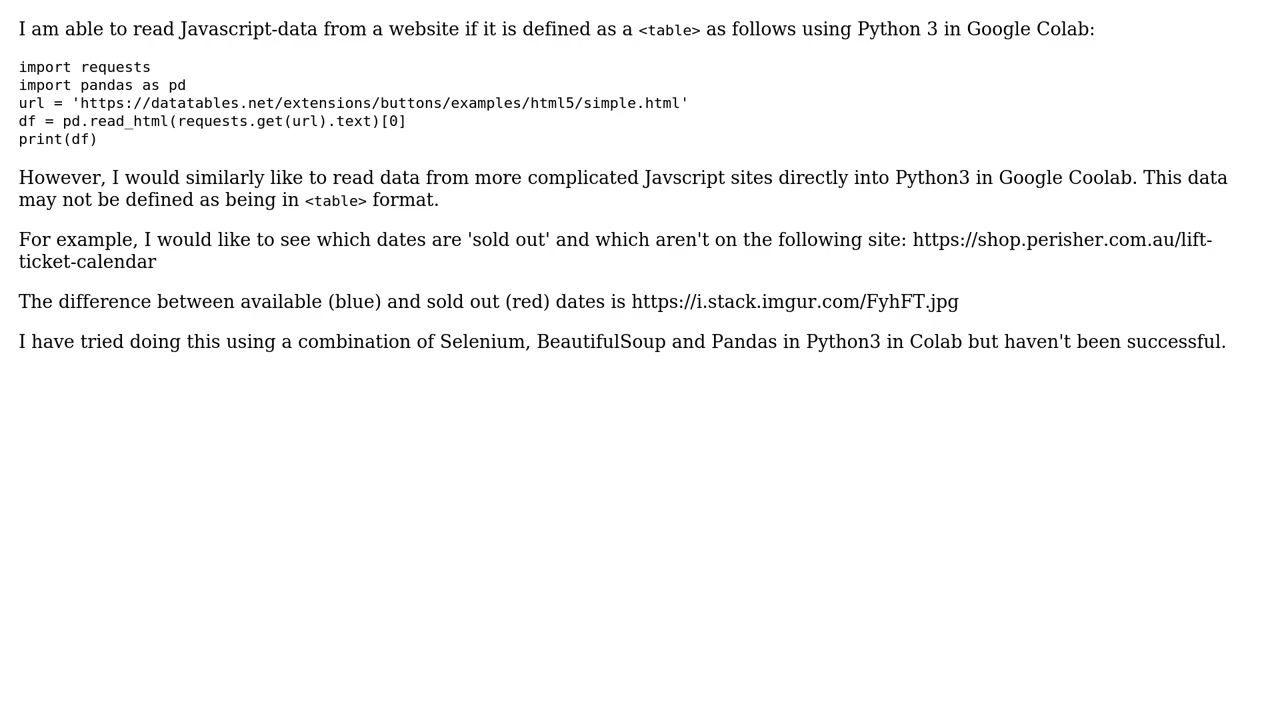 I am able to read Javascript-data from a website if it is defined as a <table> as follows using Python 3 in Google Colab:
import requests
import pandas as pd
url = 'https://datatables.net/extensions/buttons/examples/html5/simple.html'
df = pd.read_html(requests.get(url).text)[0]
print(df)
However, I would similarly like to read data from more complicated Javscript sites directly into Python3 in Google Coolab. This data
may not be defined as being in <table> format.
For example, I would like to see which dates are 'sold out' and which aren't on the following site: https://shop.perisher.com.au/lift-
ticket-calendar
The difference between available (blue) and sold out (red) dates is https://i.stack.imgur.com/FyhFT.jpg
I have tried doing this using a combination of Selenium, BeautifulSoup and Pandas in Python3 in Colab but haven't been successful.